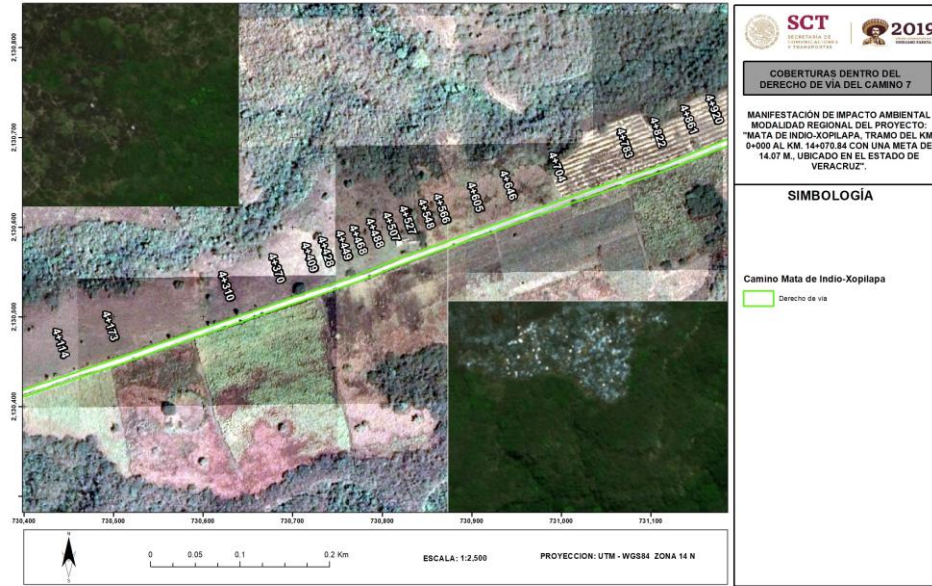 SCT
SECRETARÍA DE
COMUNICACIONES
Y TRANSPORTES
2019
EMILIANO ZAPATA
COBERTURAS DENTRO DEL
DERECHO DE VÍA DEL CAMINO 7
MANIFESTACIÓN DE IMPACTO AMBIENTAL
MODALIDAD REGIONAL DEL PROYECTO:
"MATA DE INDIO-XOPILAPA, TRAMO DEL KM.
0+000 AL KM. 14+070.84 CON UNA META DE
14.07 M., UBICADO EN EL ESTADO DE
VERACRUZ".
SIMBOLOGÍA
Camino Mata de Indio-Xopilapa
Derecho de vía
2,130,800
2,130,700
2,130,600
2,130,500
2,130,400
4+114
4+173
4+310
4+370
4+409
4+428
4+449
4+468
4+488
4+507
4+527
4+548
4+566
4+605
4+646
4+704
4+783
4+822
4+861
4+920
730,400
730,500
730,600
730,700
730,800
730,900
731,000
731,100
N
S
0 0.05 0.1 0.2 Km
ESCALA: 1:2,500
PROYECCION: UTM - WGS84 ZONA 14 N